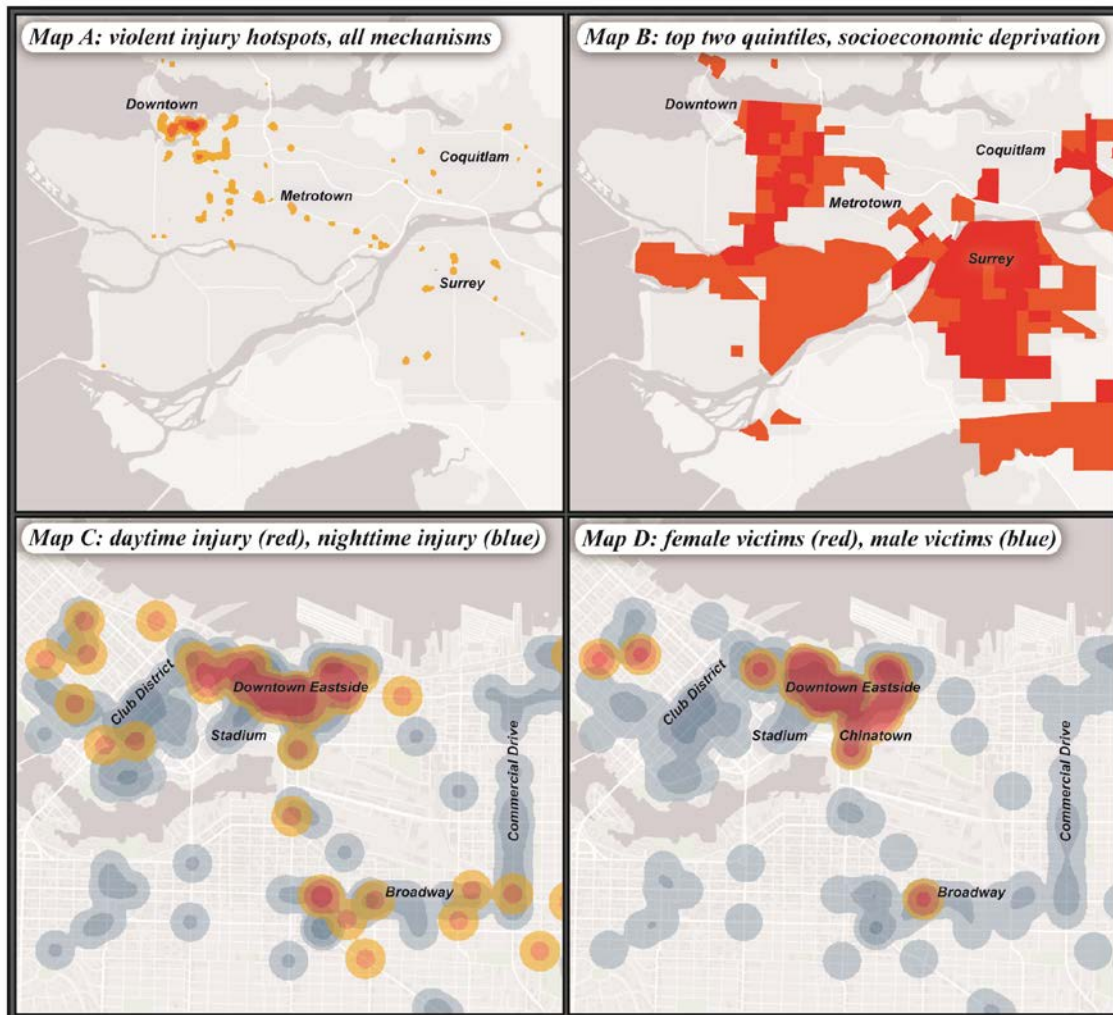 Map A: violent injury hotspots, all mechanisms
Downtown
Coquitlam
Metrotown
Surrey
Map B: top two quintiles, socioeconomic deprivation
Downtown
Coquitlam
Metrotown
Surrey
Map C: daytime injury (red), nighttime injury (blue)
Club District
Downtown Eastside
Stadium
Commercial Drive
Broadway
Map D: female victims (red), male victims (blue)
Club District
Downtown Eastside
Stadium
Chinatown
Commercial Drive
Broadway